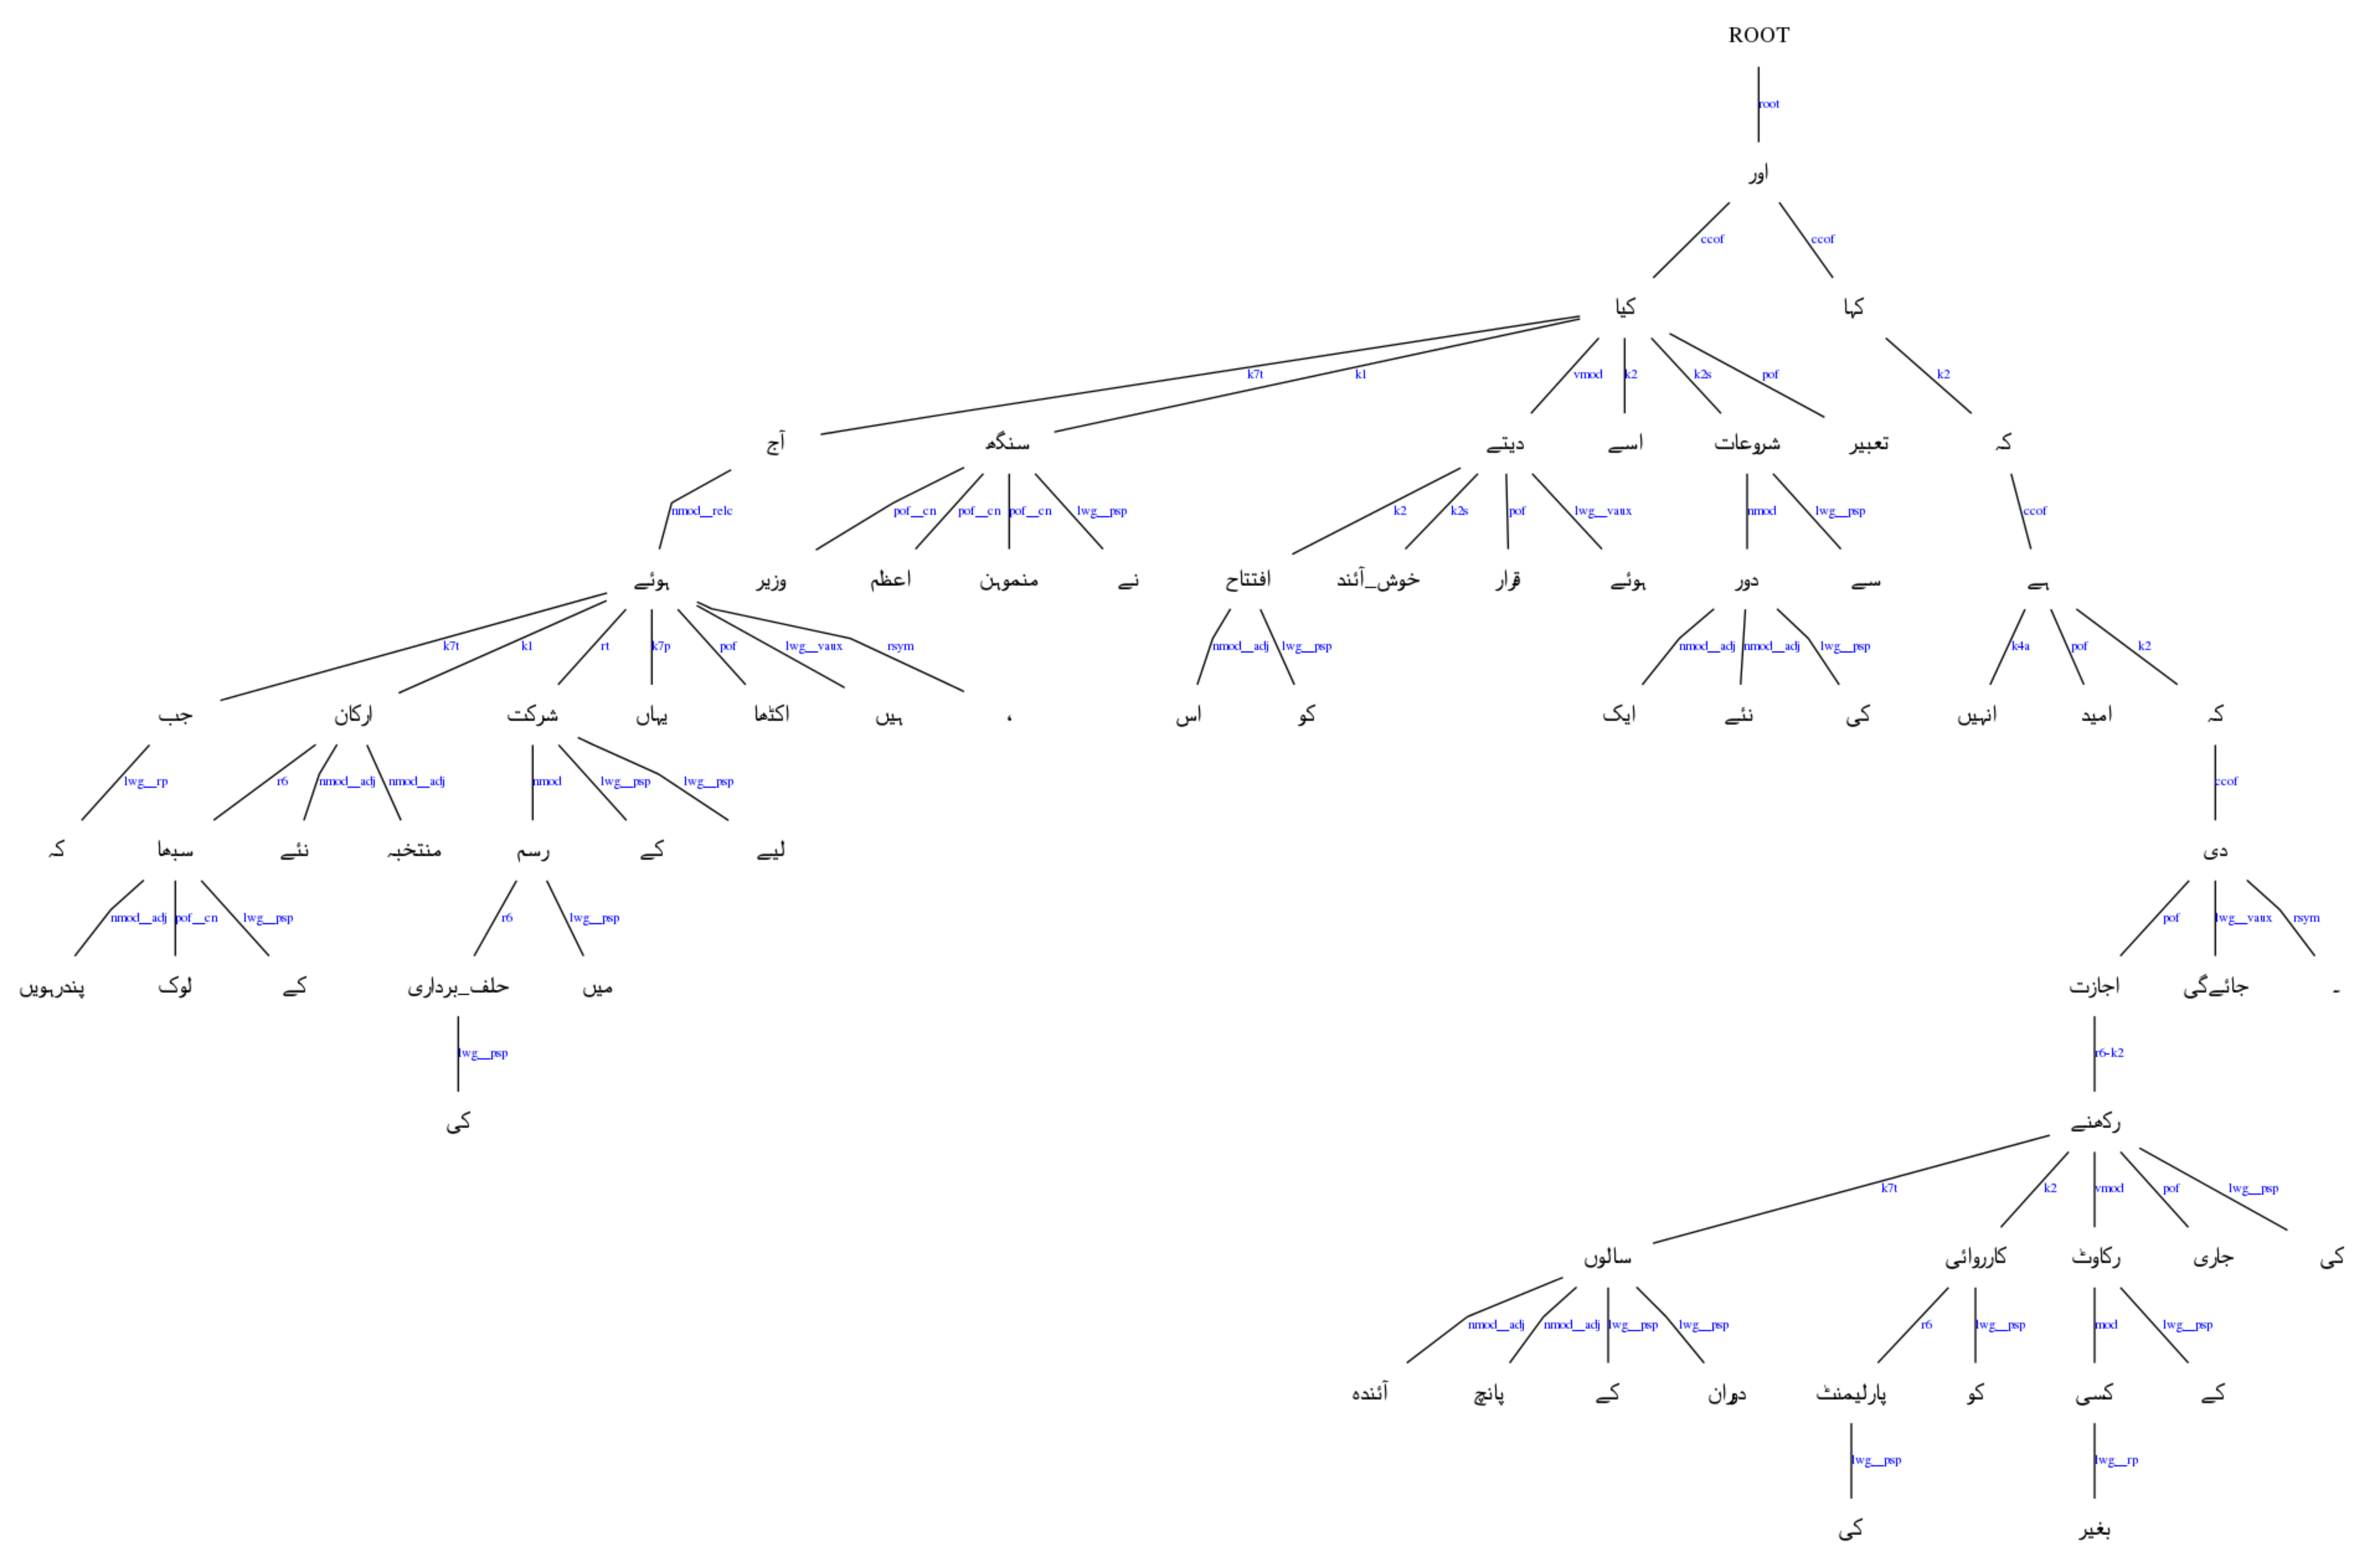 ROOT
root
اور
ccof ccof
کیا کہا
k7t k1 vmod k2 k2s pof k2
آج سنگھ دیتے اسے شروعات تعبیر کہ
nmod__relc pof__cn pof__cn pof__cn lwg__psp k2 k2s pof lwg__vaux nmod lwg__psp ccof
ہوئے وزیر اعظم منموہن نے افتتاح خوش_آئند قرار ہوئے دور سے ہے
k7t k1 rt k7p pof lwg__vaux rsym nmod__adj lwg__psp nmod__adj nmod__adj lwg__psp k4a pof k2
جب ارکان شرکت یہاں اکٹھا ہیں ، اس کو ایک نئے کی انہیں امید کہ
lwg__rp r6 nmod__adj nmod__adj nmod lwg__psp lwg__psp ccof
کہ سبھا نئے منتخبہ رسم کے لیے دی
nmod__adj pof__cn lwg__psp r6 lwg__psp pof lwg__vaux rsym
پندرہویں لوک کے حلف_برداری میں اجازت جائےگی ۔
lwg__psp r6-k2
کی رکھنے
k7t k2 vmod pof lwg__psp
سالوں کارروائی رکاوٹ جاری کی
nmod__adj nmod__adj lwg__psp lwg__psp r6 lwg__psp mod lwg__psp
آئندہ پانچ کے دوران پارلیمنٹ کو کسی کے
lwg__psp lwg__rp
کی بغیر